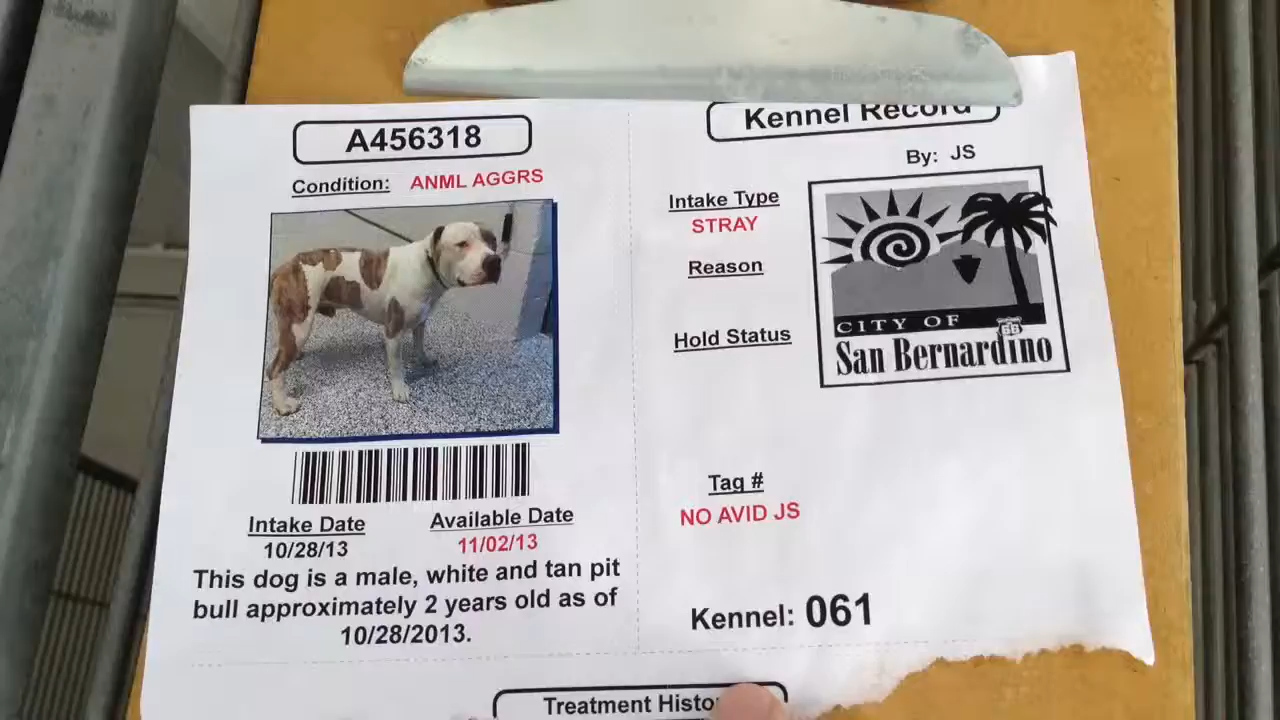 A456318
Condition: ANML AGGRS
Intake Date
10/28/13
Available Date
11/02/13
This dog is a male, white and tan pit
bull approximately 2 years old as of
10/28/2013.
Kennel Record
By: JS
Intake Type
STRAY
Reason
Hold Status
CITY OF
San Bernardino
Tag #
NO AVID JS
Kennel: 061
Treatment Histo